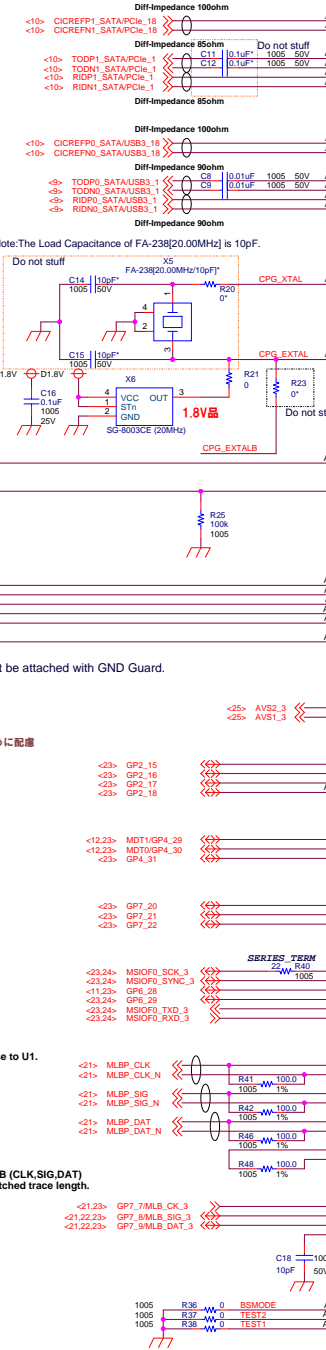 Diff-Impedance 100ohm
<10> CICREFP1_SATA/PCIe_18
<10> CICREFN1_SATA/PCIe_18
Diff-Impedance 85ohm
Do not stuff
<10> TODP1_SATA/PCIe_1 C11 0.1uF* 1005 50V
<10> TODN1_SATA/PCIe_1 C12 0.1uF* 1005 50V
<10> RIDP1_SATA/PCIe_1
<10> RIDN1_SATA/PCIe_1
Diff-Impedance 85ohm
Diff-Impedance 100ohm
<10> CICREFP0_SATA/USB3_18
<10> CICREFN0_SATA/USB3_18
Diff-Impedance 90ohm
<9> TODP0_SATA/USB3_1 C8 0.01uF 1005 50V
<9> TODN0_SATA/USB3_1 C9 0.01uF 1005 50V
<9> RIDP0_SATA/USB3_1
<9> RIDN0_SATA/USB3_1
Diff-Impedance 90ohm
Note:The Load Capacitance of FA-238[20.00MHz] is 10pF.
Do not stuff X5
FA-238[20.00MHz/10pF]*
C14 10pF* CPG_XTAL
1005 50V R20
0*
1
4
2
3
C15 10pF* CPG_EXTAL
1005 50V
1.8V D1.8V X6 R21 R23
0 0*
C16 4 VCC OUT 3
0.1uF 1 STn
1005 2 GND 1.8V品 Do not st
25V
SG-8003CE (20MHz)
CPG_EXTALB
R25
100k
1005
t be attached with GND Guard.
<25> AVS2_3
<25> AVS1_3
うに配慮
<23> GP2_15
<23> GP2_16
<23> GP2_17
<23> GP2_18
<12,23> MDT1/GP4_29
<12,23> MDT0/GP4_30
<23> GP4_31
<23> GP7_20
<23> GP7_21
<23> GP7_22
SERIES_TERM
<23,24> MSIOF0_SCK_3 22 R40
<23,24> MSIOF0_SYNC_3 1005
<11,23> GP6_28
<23,24> GP6_29
<23,24> MSIOF0_TXD_3
<23,24> MSIOF0_RXD_3
se to U1.
<21> MLBP_CLK
<21> MLBP_CLK_N
R41 100.0
1005 1%
<21> MLBP_SIG
<21> MLBP_SIG_N
R42 100.0
1005 1%
<21> MLBP_DAT
<21> MLBP_DAT_N
R46 100.0
1005 1%
R48 100.0
1005 1%
B (CLK,SIG,DAT)
tched trace length.
<21,23> GP7_7/MLB_CK_3
<21,22,23> GP7_8/MLB_SIG_3
<21,22,23> GP7_9/MLB_DAT_3
C18 100
10pF 50V
1005 R36 0 BSMODE
1005 R37 0 TEST2
1005 R38 0 TEST1